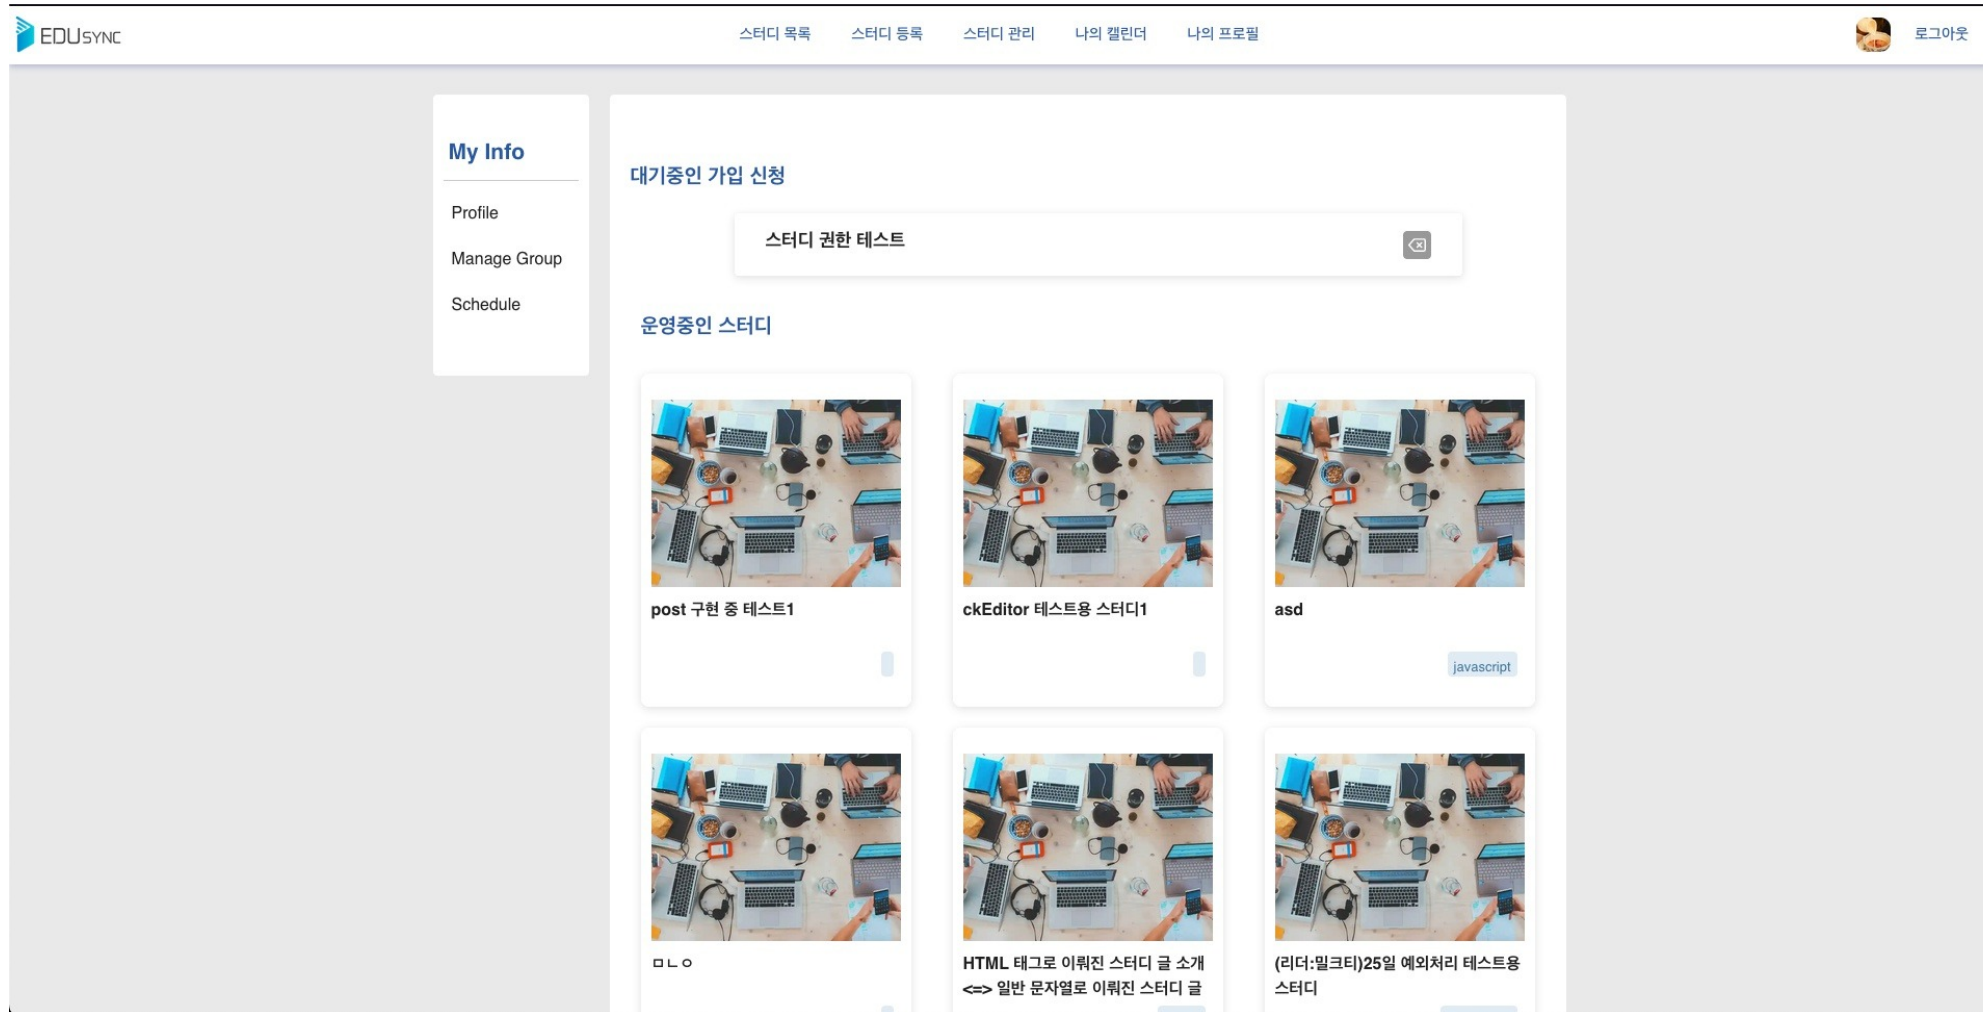 EDUSYNC
스터디 목록
스터디 등록
스터디 관리
나의 캘린더
나의 프로필
로그아웃
My Info
Profile
Manage Group
Schedule
대기중인 가입 신청
스터디 권한 테스트
운영중인 스터디
post 구현 중 테스트1
ckEditor 테스트용 스터디1
asd
javascript
ㅁㄴㅇ
HTML 태그로 이뤄진 스터디 글 소개
<=> 일반 문자열로 이뤄진 스터디 글
(리더:밀크티)25일 예외처리 테스트용
스터디